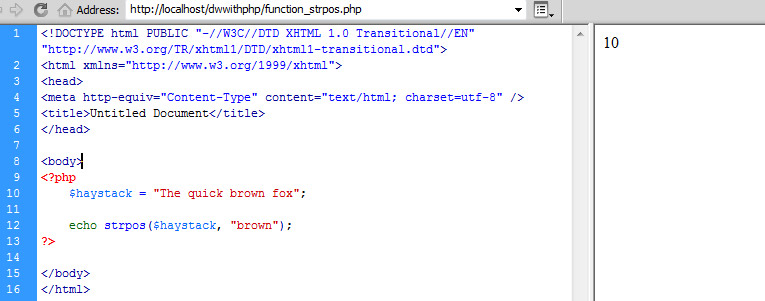 Address: http://localhost/dwwithphp/function_strpos.php
1 <!DOCTYPE html PUBLIC "-//W3C//DTD XHTML 1.0 Transitional//EN"
"http://www.w3.org/TR/xhtml1/DTD/xhtml1-transitional.dtd">
2 <html xmlns="http://www.w3.org/1999/xhtml">
3 <head>
4 <meta http-equiv="Content-Type" content="text/html; charset=utf-8" />
5 <title>Untitled Document</title>
6 </head>
7
8 <body>
9 <?php
10 $haystack = "The quick brown fox";
11
12 echo strpos($haystack, "brown");
13 ?>
14
15 </body>
16 </html>
10